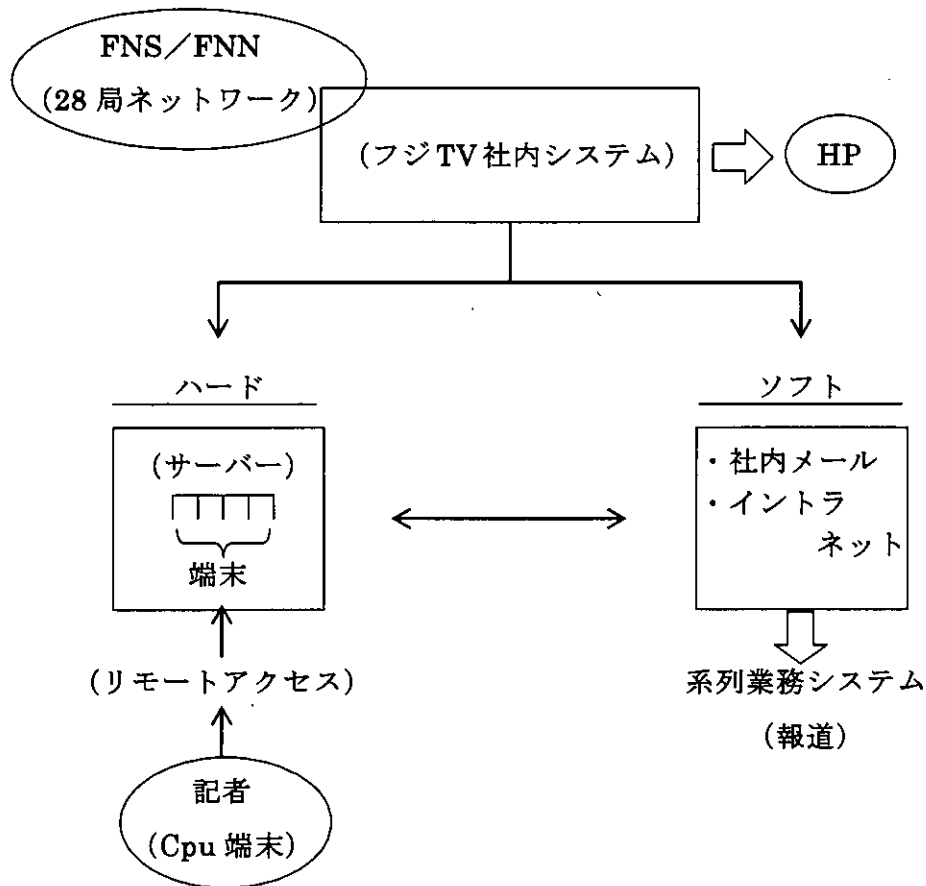 FNS／FNN
(28局ネットワーク)
(フジTV社内システム)
HP
ハード
ソフト
(サーバー)
端末
・社内メール
・イントラ
ネット
(リモートアクセス)
系列業務システム
(報道)
記者
(Cpu 端末)